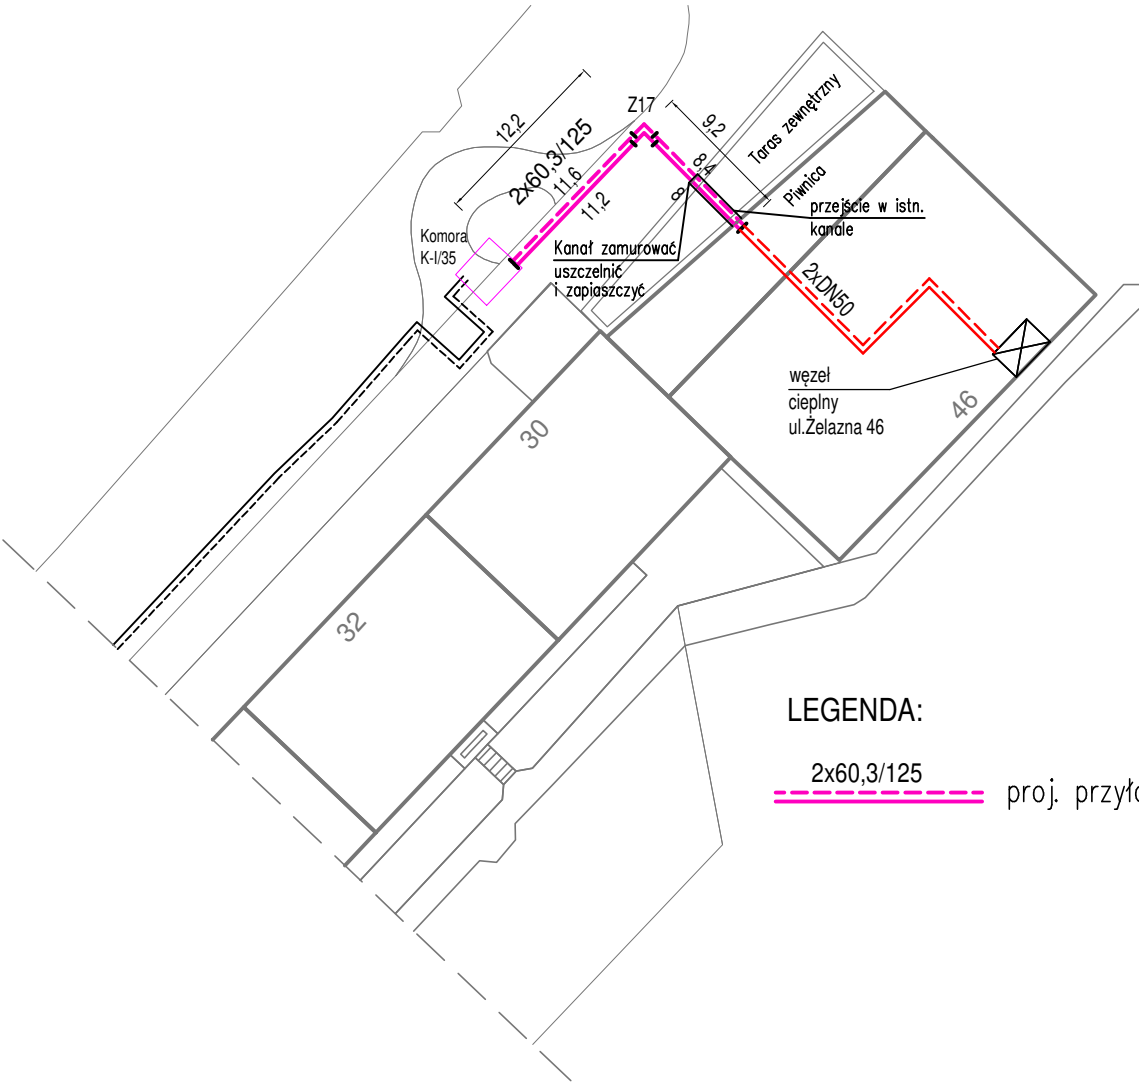 Z17
12,2
2x60,3/125
11,6
11,2
9,2
8,4
8
Taras zewnętrzny
Piwnica
przejście w istn.
kanale
Komora
K-I/35
Kanał zamurować
uszczelnić
i zapiaszczyć
2xDN50
węzeł
cieplny
ul.Żelazna 46
46
30
32
LEGENDA:
2x60,3/125
proj. przyłą